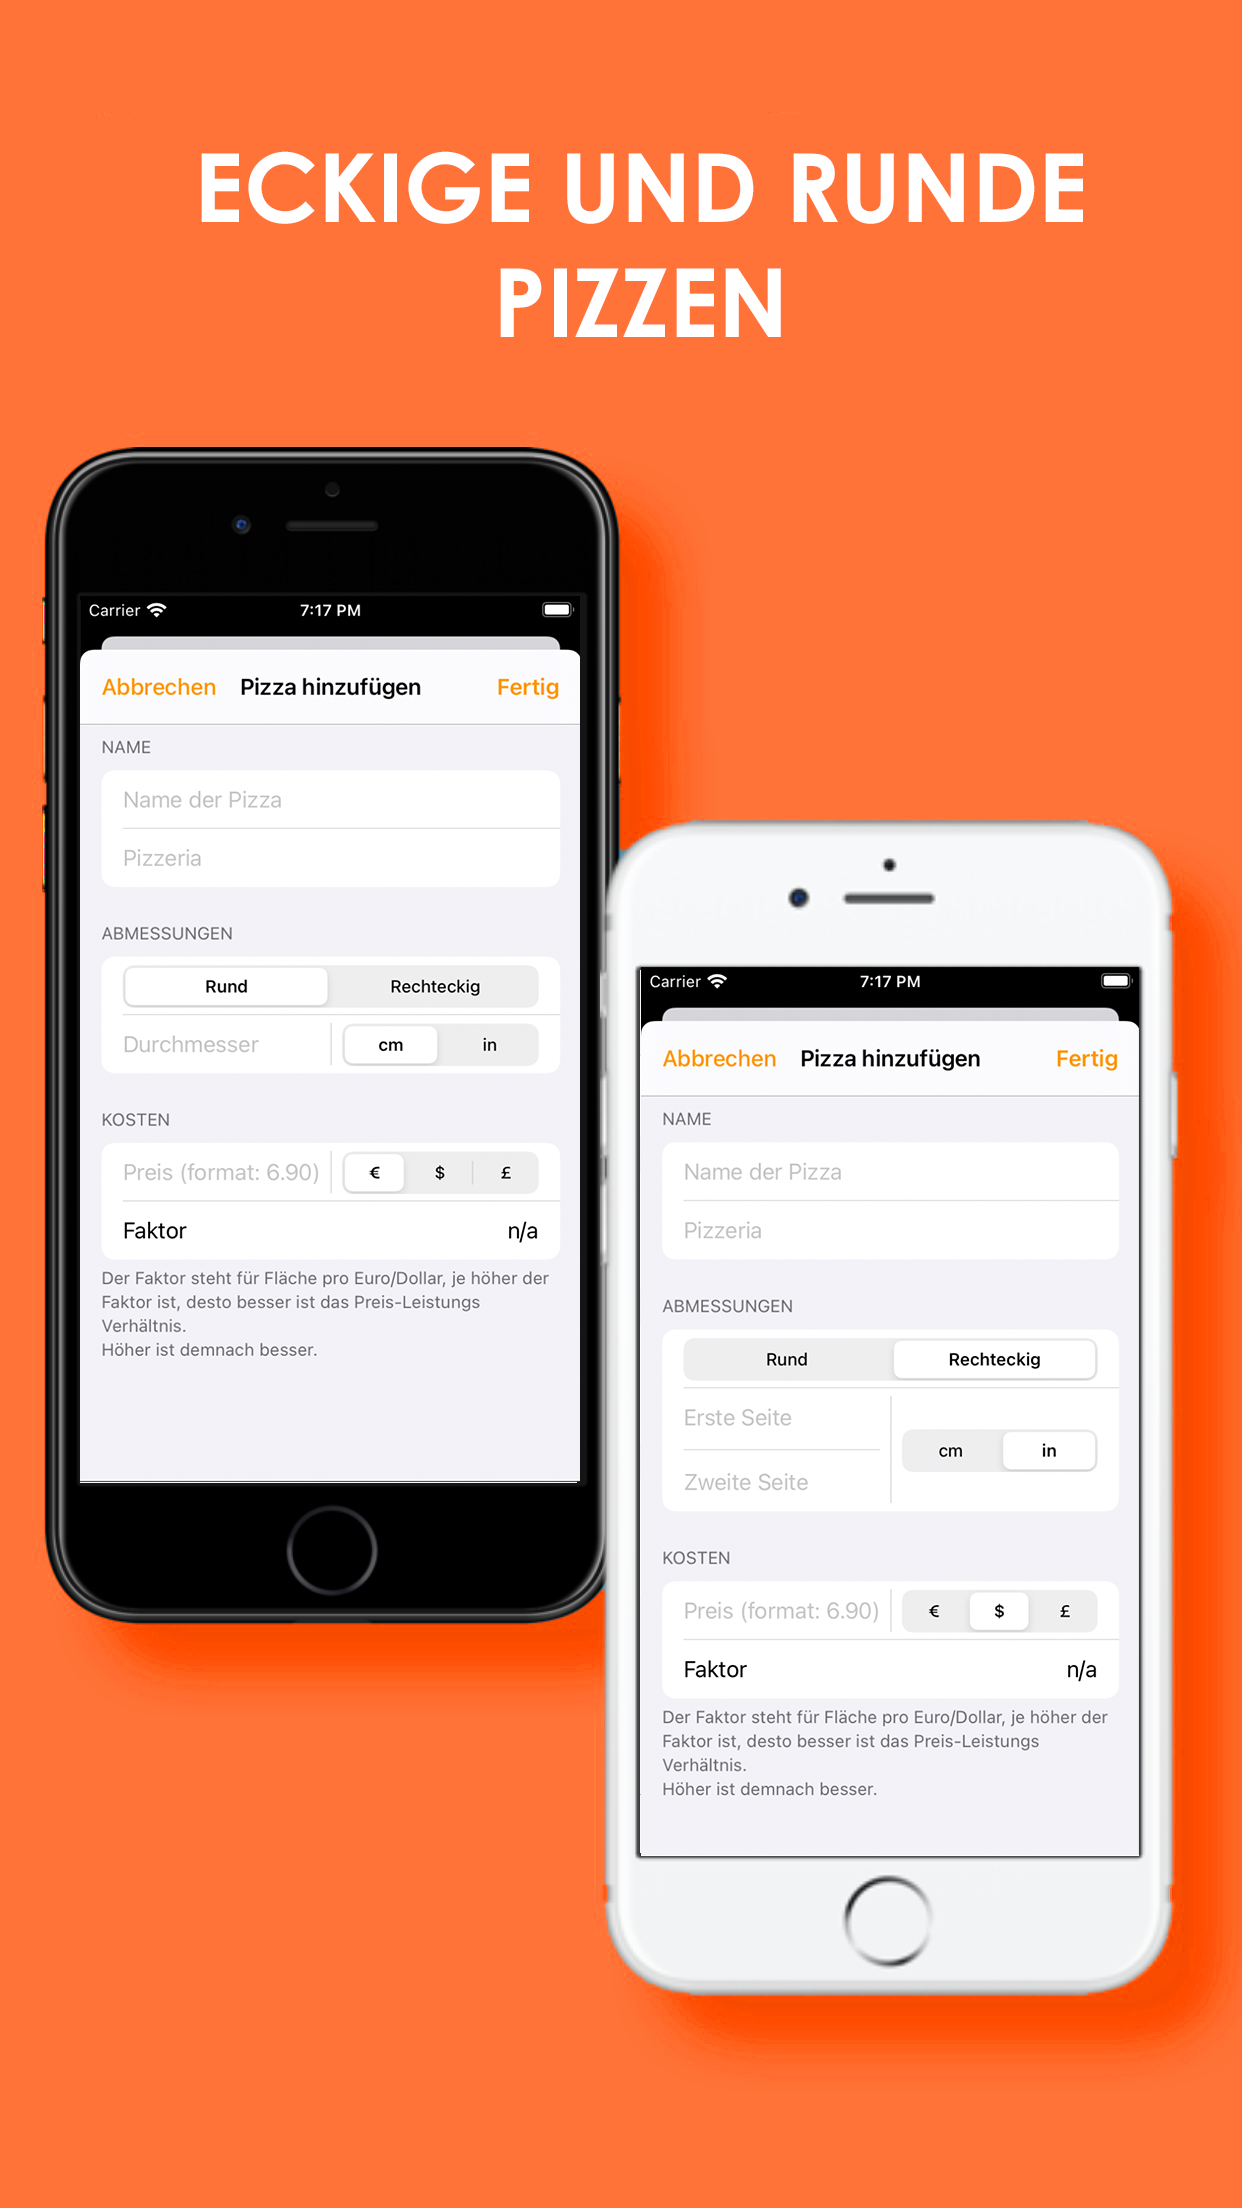 ECKIGE UND RUNDE
PIZZEN
Carrier 7:17 PM
Abbrechen Pizza hinzufügen Fertig
NAME
Name der Pizza
Pizzeria
ABMESSUNGEN
Rund Rechteckig
Durchmesser cm in
KOSTEN
Preis (format: 6.90) € $ £
Faktor n/a
Der Faktor steht für Fläche pro Euro/Dollar, je höher der
Faktor ist, desto besser ist das Preis-Leistungs
Verhältnis.
Höher ist demnach besser.
Carrier 7:17 PM
Abbrechen Pizza hinzufügen Fertig
NAME
Name der Pizza
Pizzeria
ABMESSUNGEN
Rund Rechteckig
Erste Seite
cm in
Zweite Seite
KOSTEN
Preis (format: 6.90) € $ £
Faktor n/a
Der Faktor steht für Fläche pro Euro/Dollar, je höher der
Faktor ist, desto besser ist das Preis-Leistungs
Verhältnis.
Höher ist demnach besser.